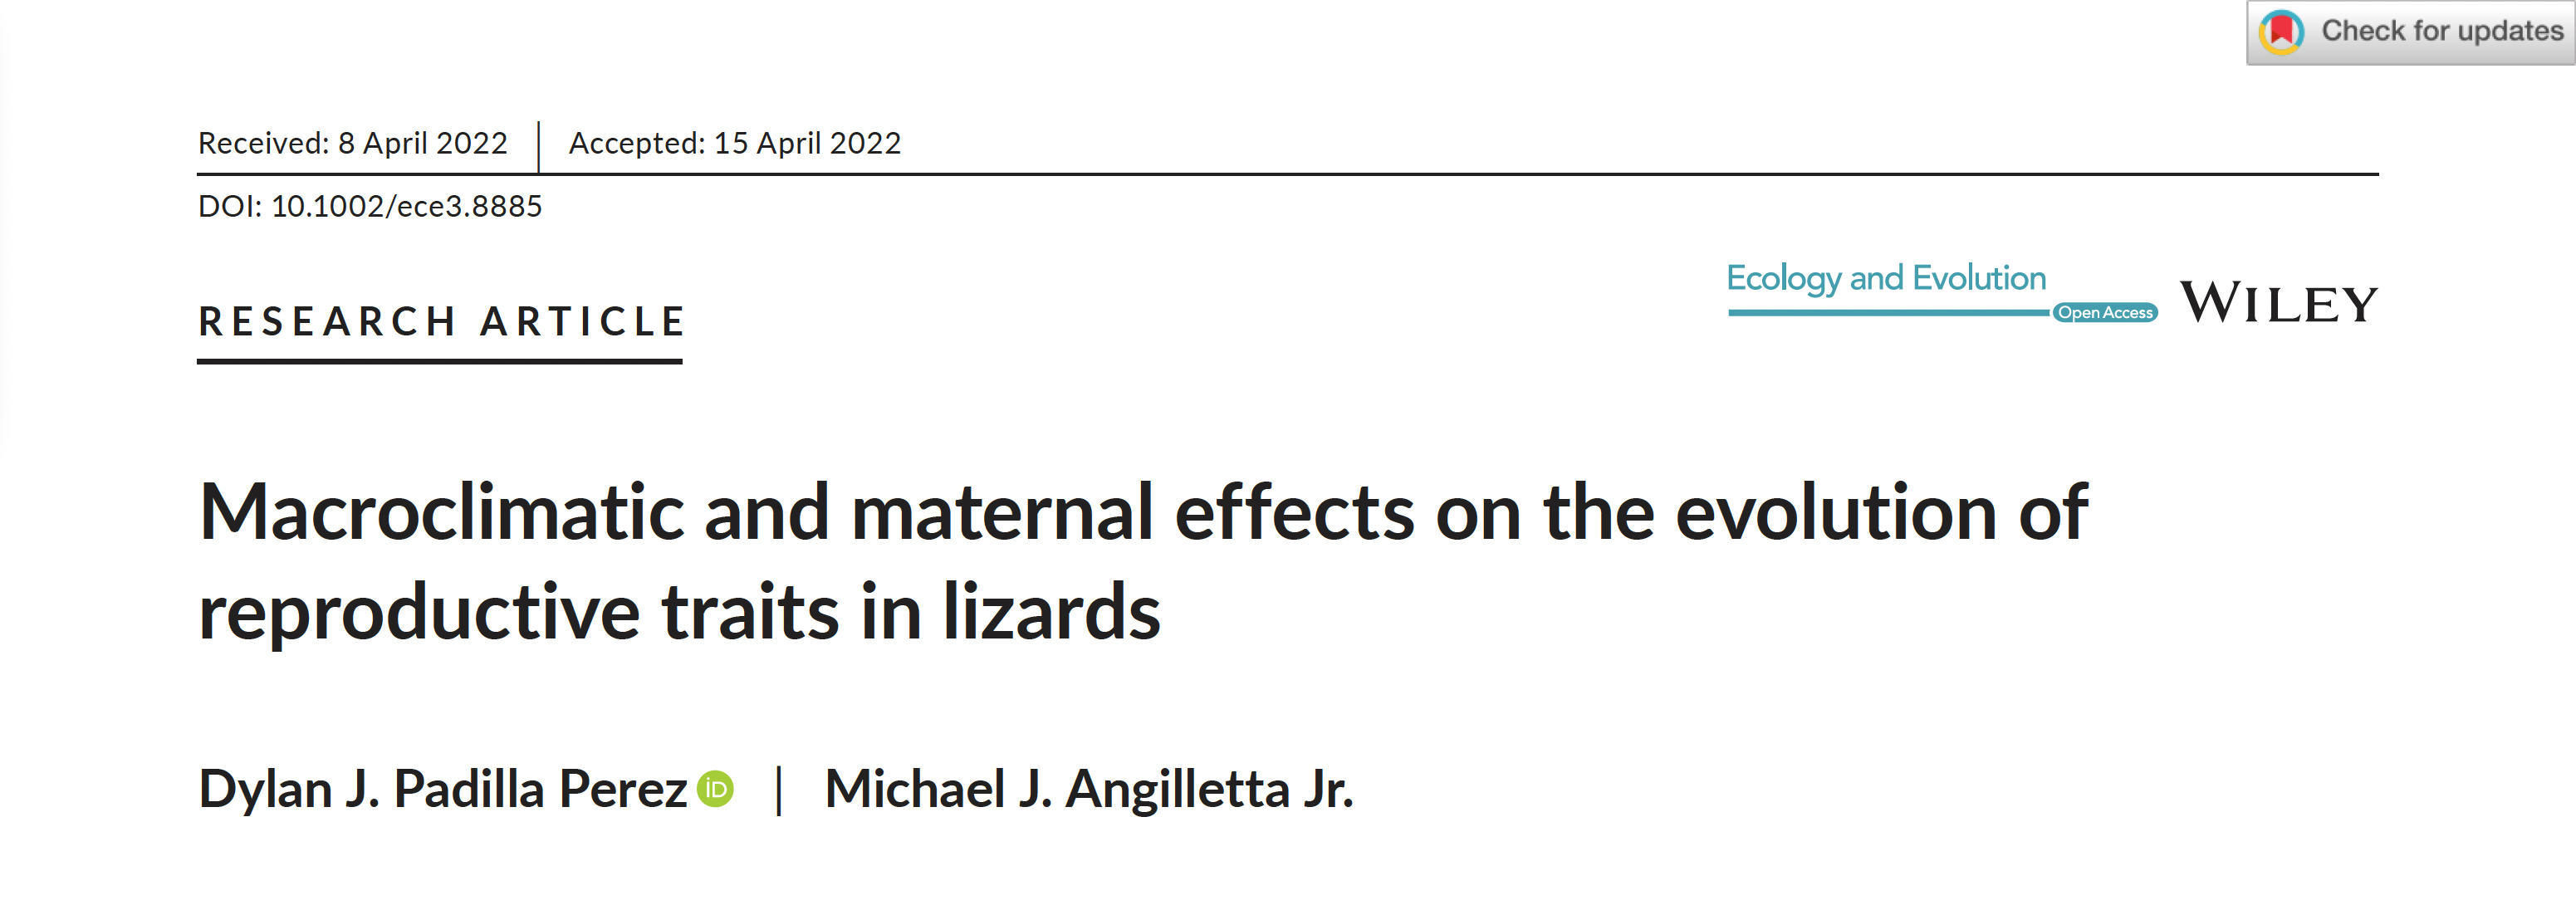 Check for updates
Received: 8 April 2022 | Accepted: 15 April 2022
DOI: 10.1002/ece3.8885
RESEARCH ARTICLE
Ecology and Evolution
Open Access
WILEY
Macroclimatic and maternal effects on the evolution of
reproductive traits in lizards
Dylan J. Padilla Perez iD | Michael J. Angilletta Jr.